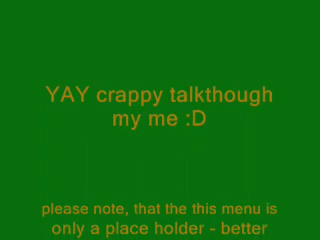 YAY crappy talkthough
my me :D
please note, that the this menu is
only a place holder - better